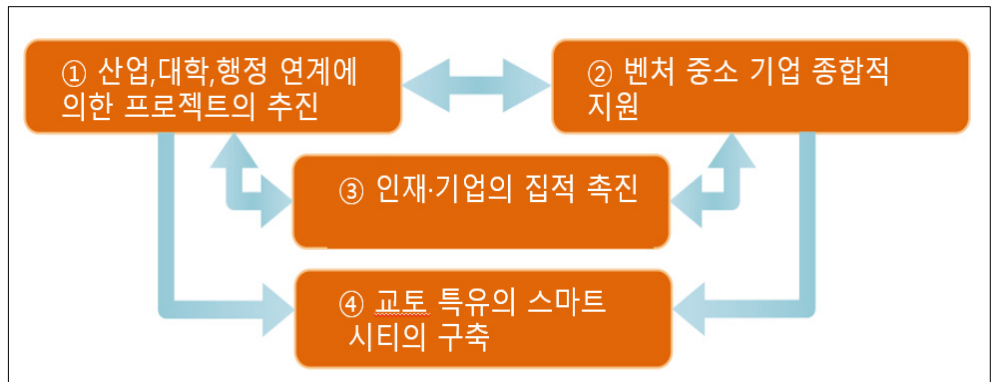 ① 산업,대학,행정 연계에
의한 프로젝트의 추진
② 벤처 중소 기업 종합적
지원
③ 인재·기업의 집적 촉진
④ 교토 특유의 스마트
시티의 구축